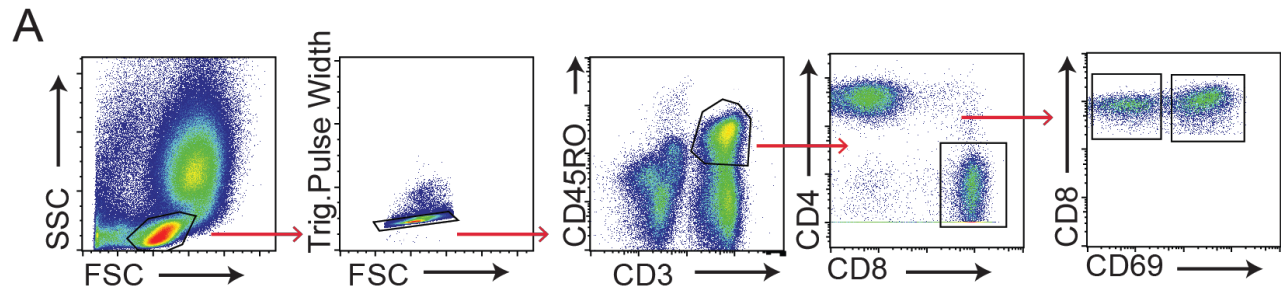 A
SSC
FSC
Trig.Pulse Width
FSC
CD45RO
CD3
CD4
CD8
CD8
CD69